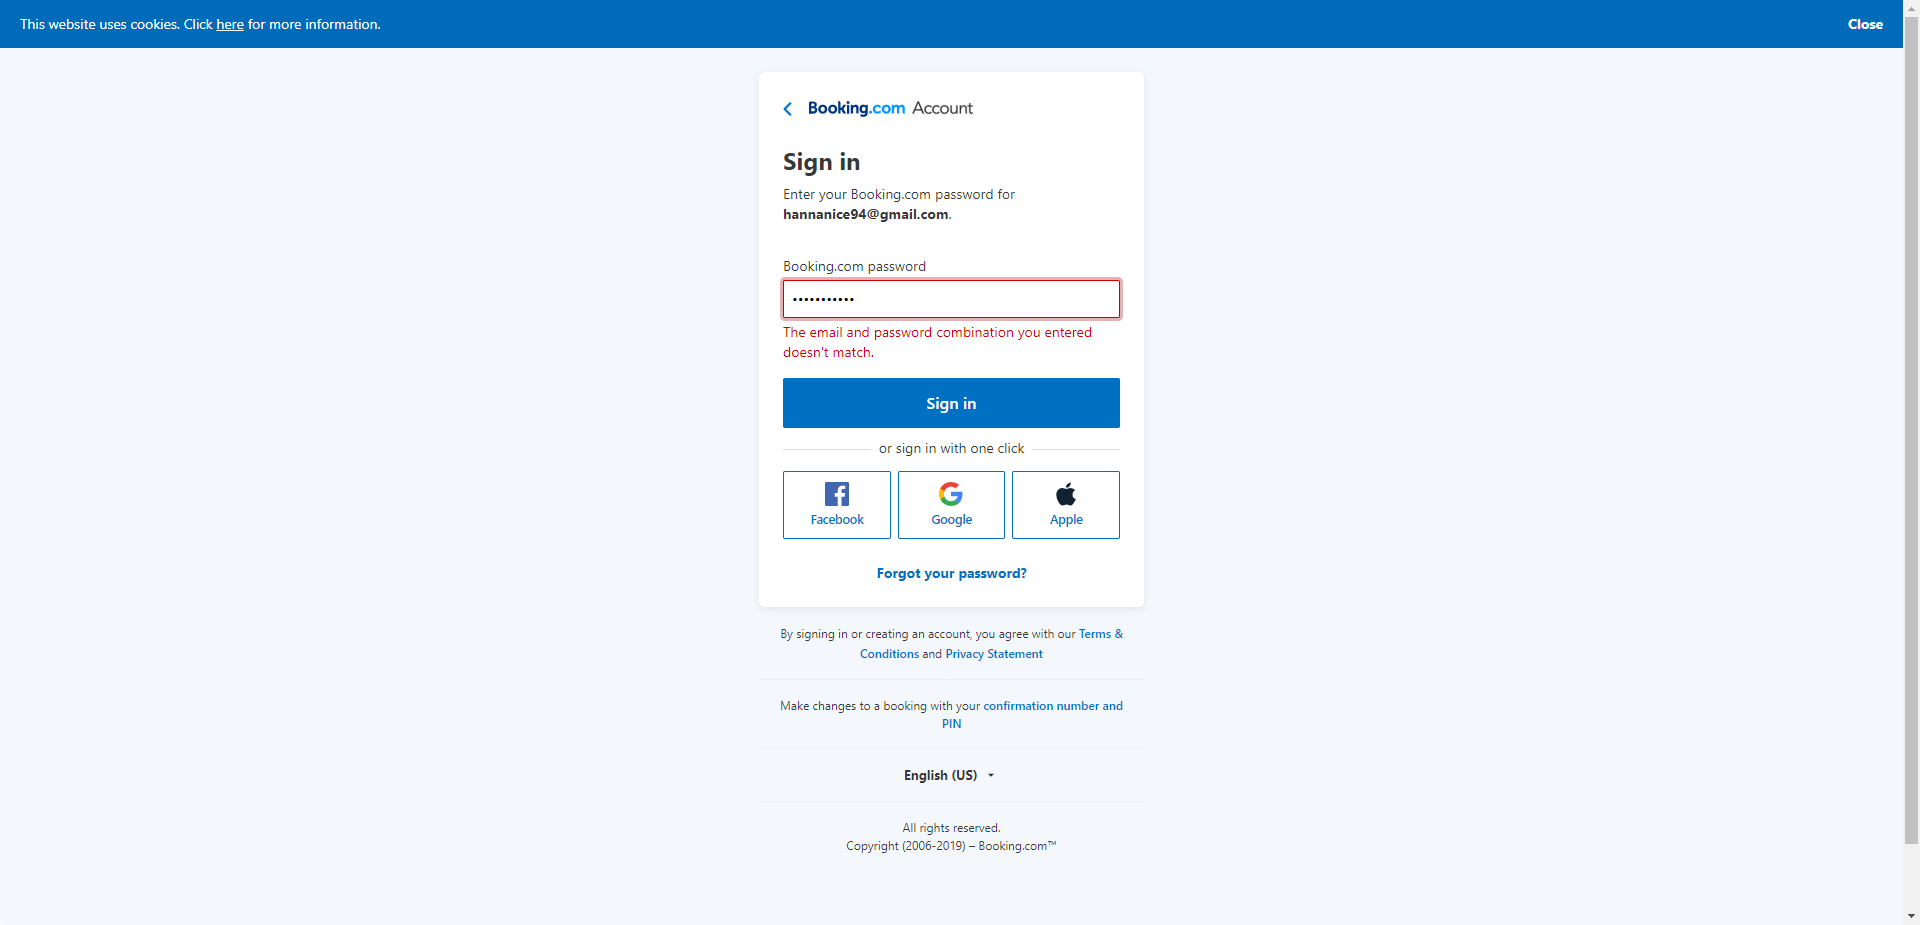 This website uses cookies. Click here for more information.
Close
Booking.com Account
Sign in
Enter your Booking.com password for
hannanice94@gmail.com.
Booking.com password
•••••••••••
The email and password combination you entered
doesn't match.
Sign in
or sign in with one click
Facebook
Google
Apple
Forgot your password?
By signing in or creating an account, you agree with our Terms &
Conditions and Privacy Statement
Make changes to a booking with your confirmation number and
PIN
English (US)
All rights reserved.
Copyright (2006-2019) – Booking.com™